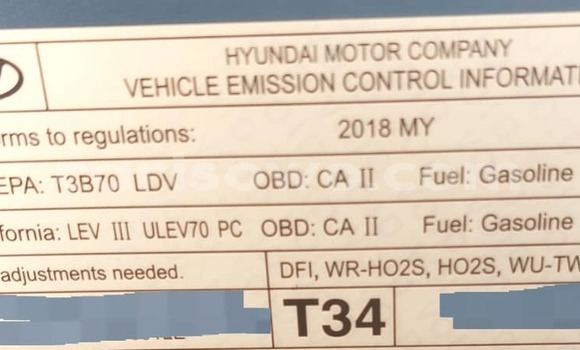 HYUNDAI MOTOR COMPANY
VEHICLE EMISSION CONTROL INFORMATI
orms to regulations: 2018 MY
EPA: T3B70 LDV OBD: CA II Fuel: Gasoline
fornia: LEV III ULEV70 PC OBD: CA II Fuel: Gasoline
adjustments needed. DFI, WR-HO2S, HO2S, WU-TW
T34